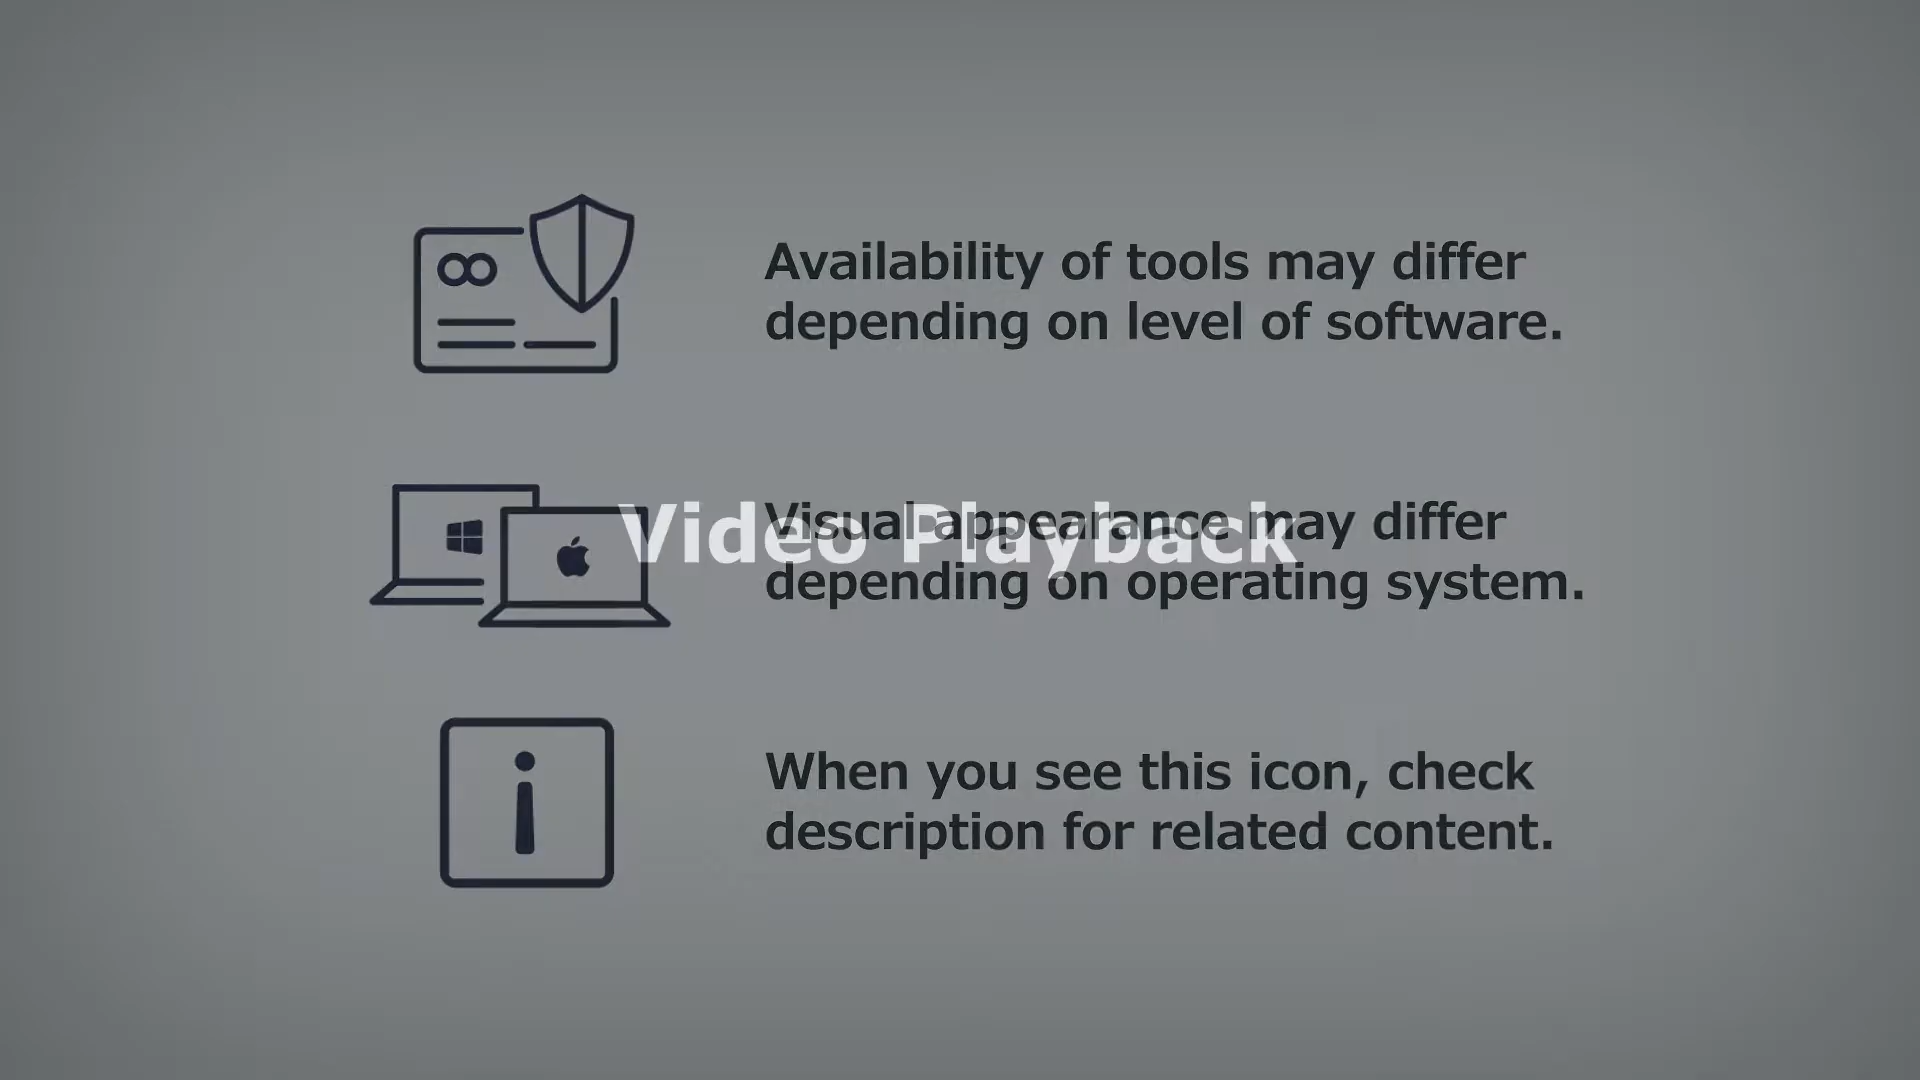 Availability of tools may differ
depending on level of software.
Visual appearance may differ
Video Playback
depending on operating system.
i
When you see this icon, check
description for related content.